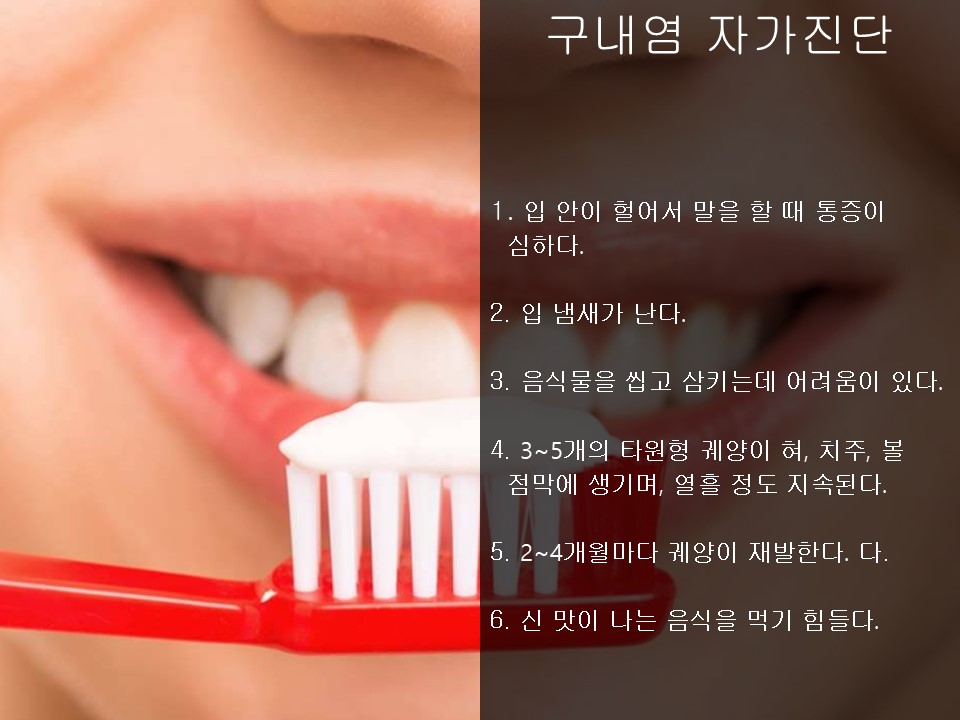 구내염 자가진단
1. 입 안이 헐어서 말을 할 때 통증이
심하다.
2. 입 냄새가 난다.
3. 음식물을 씹고 삼키는데 어려움이 있다.
4. 3~5개의 타원형 궤양이 혀, 치주, 볼
점막에 생기며, 열흘 정도 지속된다.
5. 2~4개월마다 궤양이 재발한다. 다.
6. 신 맛이 나는 음식을 먹기 힘들다.